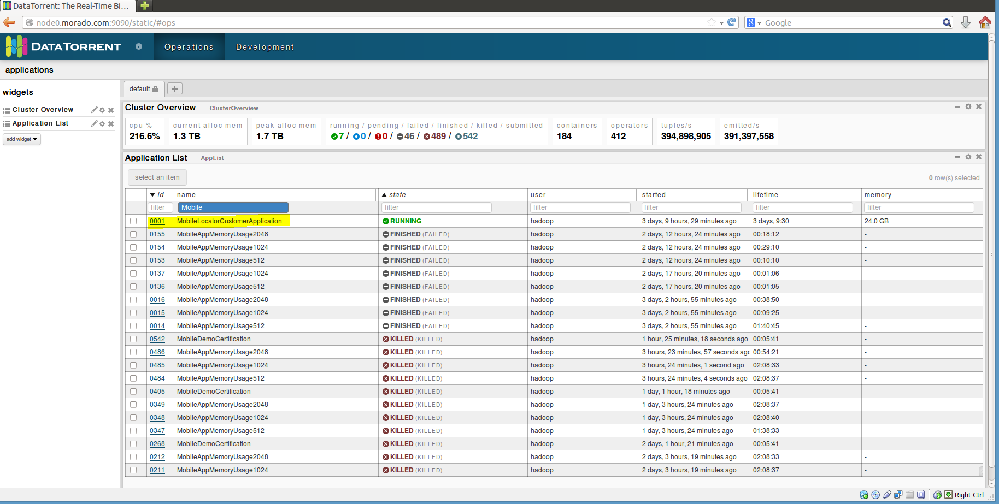 DataTorrent: The Real-Time Bi...
node0.morado.com:9090/static/#ops
Google
DATATORRENT Operations Development
applications
widgets
Cluster Overview
Application List
add widget
default
Cluster Overview ClusterOverview
cpu % current alloc mem peak alloc mem running / pending / failed / finished / killed / submitted containers operators tuples/s emitted/s
216.6% 1.3 TB 1.7 TB 7 / 0 / 0 / 46 / 489 / 542 184 412 394,898,905 391,397,558
Application List AppList
select an item 0 row(s) selected
id name state user started lifetime memory
filter Mobile filter filter filter filter filter
0001 MobileLocatorCustomerApplication RUNNING hadoop 3 days, 9 hours, 29 minutes ago 3 days, 9:30 24.0 GB
0155 MobileAppMemoryUsage2048 FINISHED (FAILED) hadoop 2 days, 12 hours, 24 minutes ago 00:18:12 -
0154 MobileAppMemoryUsage1024 FINISHED (FAILED) hadoop 2 days, 12 hours, 24 minutes ago 00:29:10 -
0153 MobileAppMemoryUsage512 FINISHED (FAILED) hadoop 2 days, 12 hours, 24 minutes ago 00:10:10 -
0137 MobileAppMemoryUsage1024 FINISHED (FAILED) hadoop 2 days, 17 hours, 20 minutes ago 00:01:06 -
0136 MobileAppMemoryUsage512 FINISHED (FAILED) hadoop 2 days, 17 hours, 20 minutes ago 00:01:05 -
0016 MobileAppMemoryUsage2048 FINISHED (FAILED) hadoop 3 days, 2 hours, 55 minutes ago 00:38:50 -
0015 MobileAppMemoryUsage1024 FINISHED (FAILED) hadoop 3 days, 2 hours, 55 minutes ago 00:09:25 -
0014 MobileAppMemoryUsage512 FINISHED (FAILED) hadoop 3 days, 2 hours, 55 minutes ago 01:40:45 -
0542 MobileDemoCertification KILLED (KILLED) hadoop 1 hour, 25 minutes, 18 seconds ago 00:05:41 -
0486 MobileAppMemoryUsage2048 KILLED (KILLED) hadoop 3 hours, 23 minutes, 57 seconds ago 00:54:21 -
0485 MobileAppMemoryUsage1024 KILLED (KILLED) hadoop 3 hours, 24 minutes, 1 second ago 02:08:33 -
0484 MobileAppMemoryUsage512 KILLED (KILLED) hadoop 3 hours, 24 minutes, 4 seconds ago 02:08:37 -
0405 MobileDemoCertification KILLED (KILLED) hadoop 1 day, 1 hour, 18 minutes ago 00:05:41 -
0349 MobileAppMemoryUsage2048 KILLED (KILLED) hadoop 1 day, 3 hours, 24 minutes ago 02:08:37 -
0348 MobileAppMemoryUsage1024 KILLED (KILLED) hadoop 1 day, 3 hours, 24 minutes ago 02:08:40 -
0347 MobileAppMemoryUsage512 KILLED (KILLED) hadoop 1 day, 3 hours, 24 minutes ago 01:38:33 -
0268 MobileDemoCertification KILLED (KILLED) hadoop 2 days, 1 hour, 21 minutes ago 00:05:41 -
0212 MobileAppMemoryUsage2048 KILLED (KILLED) hadoop 2 days, 3 hours, 19 minutes ago 02:08:33 -
0211 MobileAppMemoryUsage1024 KILLED (KILLED) hadoop 2 days, 3 hours, 19 minutes ago 02:08:37 -
Right Ctrl